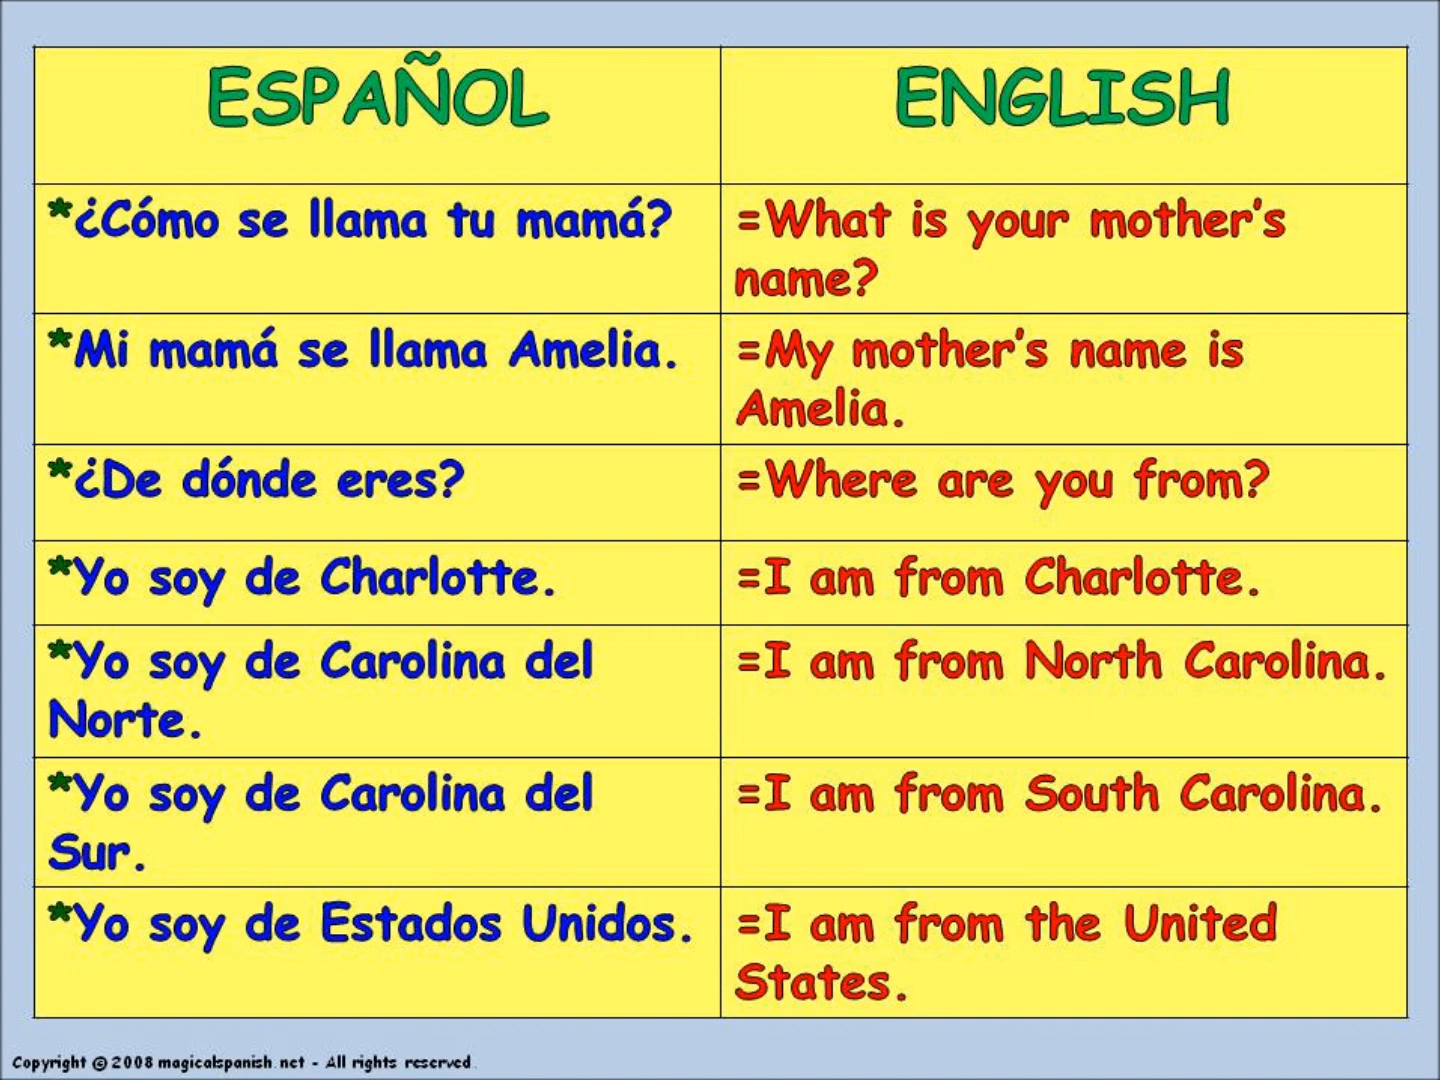 ESPAÑOL
ENGLISH
*¿Cómo se llama tu mamá?
=What is your mother's
name?
*Mi mamá se llama Amelia.
=My mother's name is
Amelia.
*¿De dónde eres?
=Where are you from?
*Yo soy de Charlotte.
=I am from Charlotte.
*Yo soy de Carolina del
Norte.
=I am from North Carolina.
*Yo soy de Carolina del
Sur.
=I am from South Carolina.
*Yo soy de Estados Unidos.
=I am from the United
States.
Copyright © 2008 magicalspanish.net - All rights reserved.